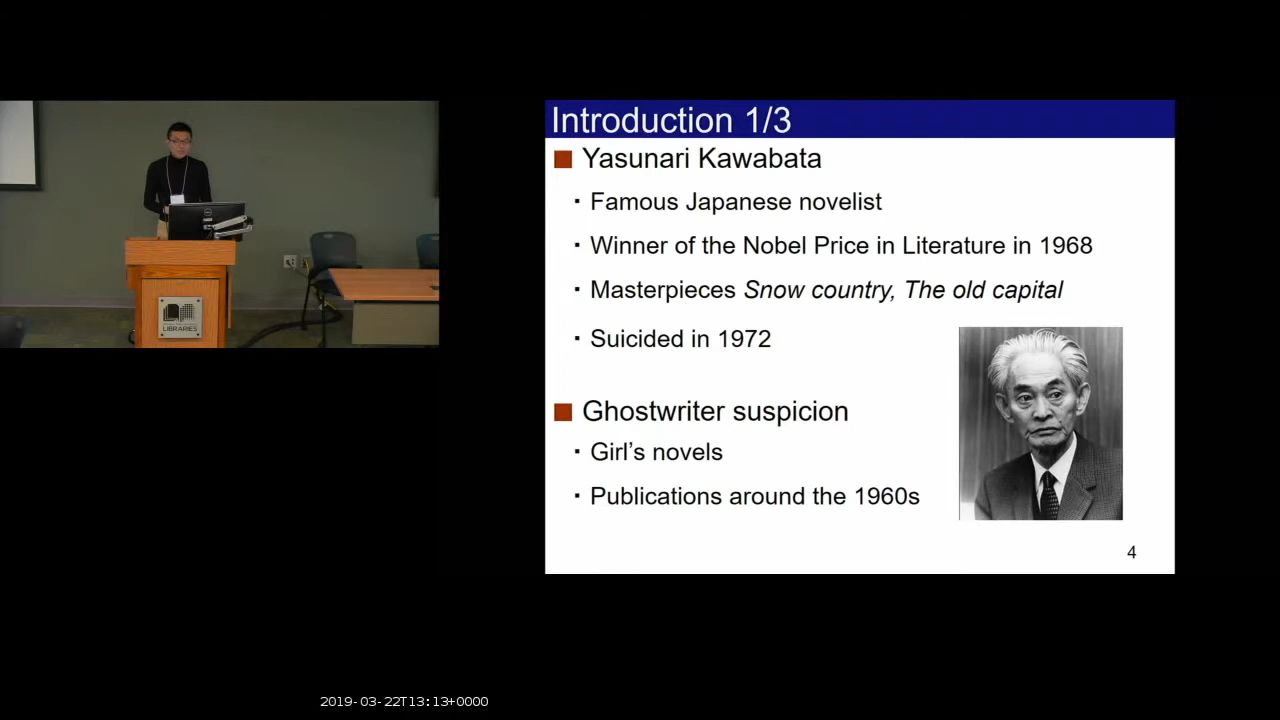 Introduction 1/3
Yasunari Kawabata
Famous Japanese novelist
Winner of the Nobel Price in Literature in 1968
Masterpieces Snow country, The old capital
Suicided in 1972
Ghostwriter suspicion
Girl’s novels
Publications around the 1960s
4
LIBRARIES
2019-03-22T13:13+0000